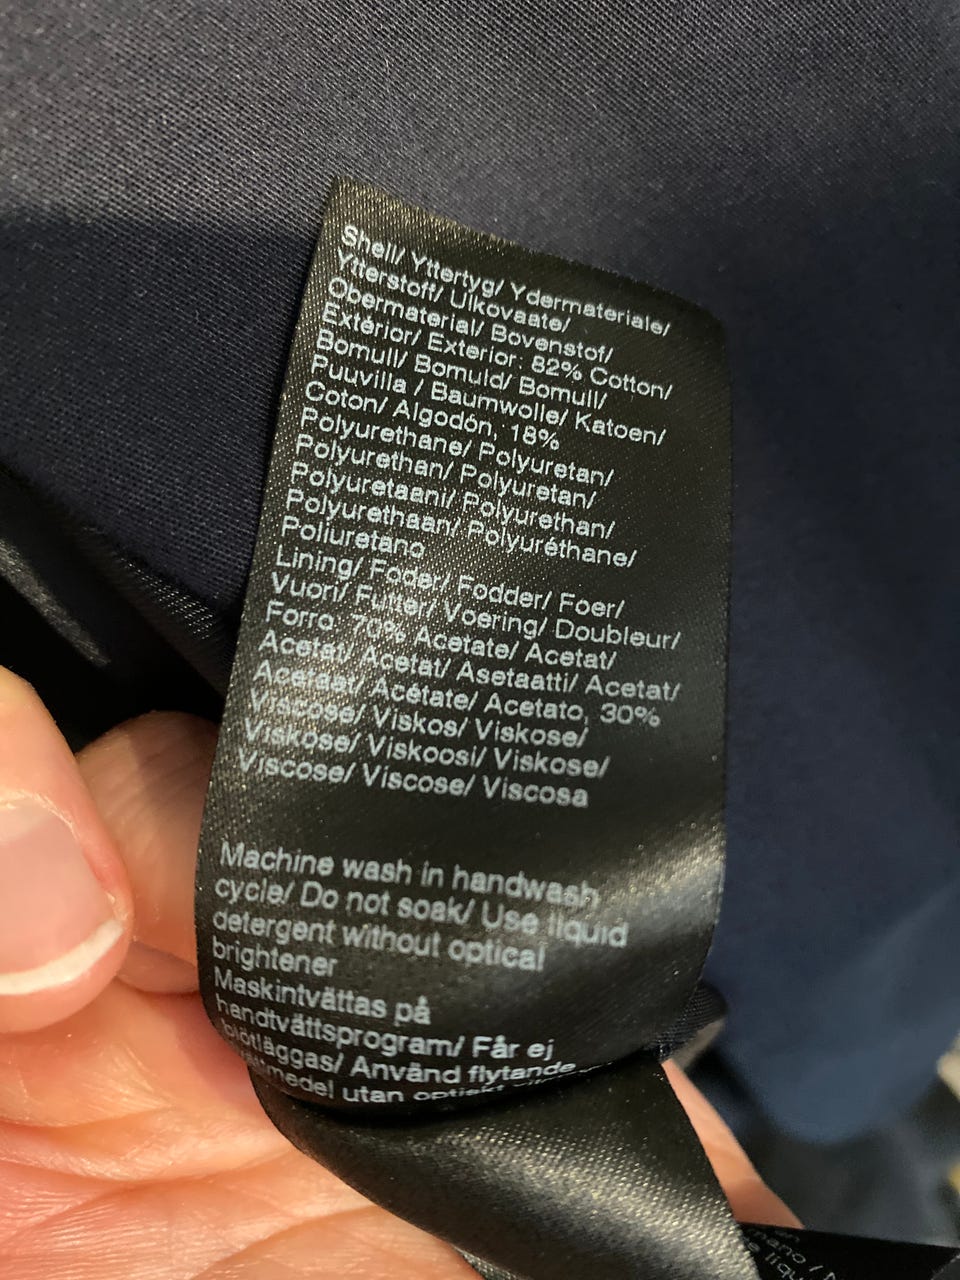 Shell/ Yttertyg/ Ydermateriale/
Ytterstoff/ Ulkovaate/
Obermaterial/ Bovenstof/
Extérior/ Exterior: 82% Cotton/
Bomull/ Bomuld/ Bomull/
Puuvilla / Baumwolle/ Katoen/
Coton/ Algodón, 18%
Polyurethane/ Polyuretan/
Polyurethan/ Polyuretan/
Polyuretaani/ Polyurethan/
Polyurethaan/ Polyuréthane/
Poliuretano
Lining/ Foder/ Fodder/ Foer/
Vuori/ Futter/ Voering/ Doubleur/
Forro: 70% Acetate/ Acetat/
Acetat/ Acetat/ Asetaatti/ Acetat/
Acetaat/ Acétate/ Acetato, 30%
Viscose/ Viskos/ Viskose/
Viskose/ Viskoosi/ Viskose/
Viscose/ Viscose/ Viscosa
Machine wash in handwash
cycle/ Do not soak/ Use liquid
detergent without optical
brightener
Maskintvättas på
handtvättsprogram/ Får ej
blötläggas/ Använd flytande
utan